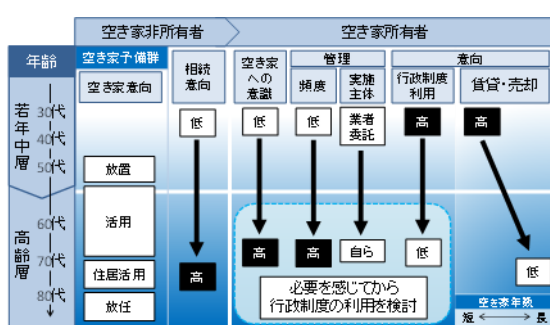 空き家非所有者
空き家所有者
年齢
空き家予備群
空き家意向
相続
意向
空き家
への
意識
管理
頻度
実施
主体
意向
行政制度
利用
賃貸・売却
若年中層
30代
40代
50代
高齢層
60代
70代
80代
放置
活用
住居活用
放任
低
高
低
高
低
高
業者
委託
自ら
高
低
高
低
必要を感じてから
行政制度の利用を検討
空き家年数
短
長